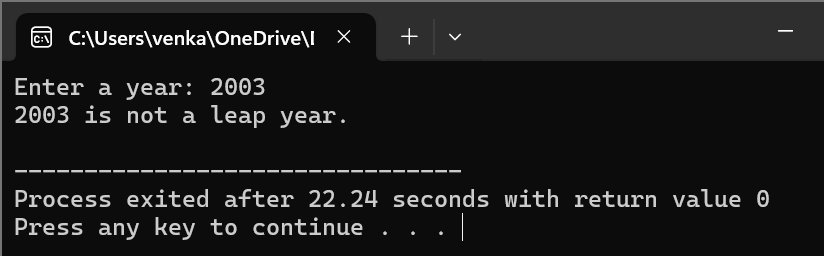 C:\Users\venka\OneDrive\I
Enter a year: 2003
2003 is not a leap year.
--------------------------------
Process exited after 22.24 seconds with return value 0
Press any key to continue . . .